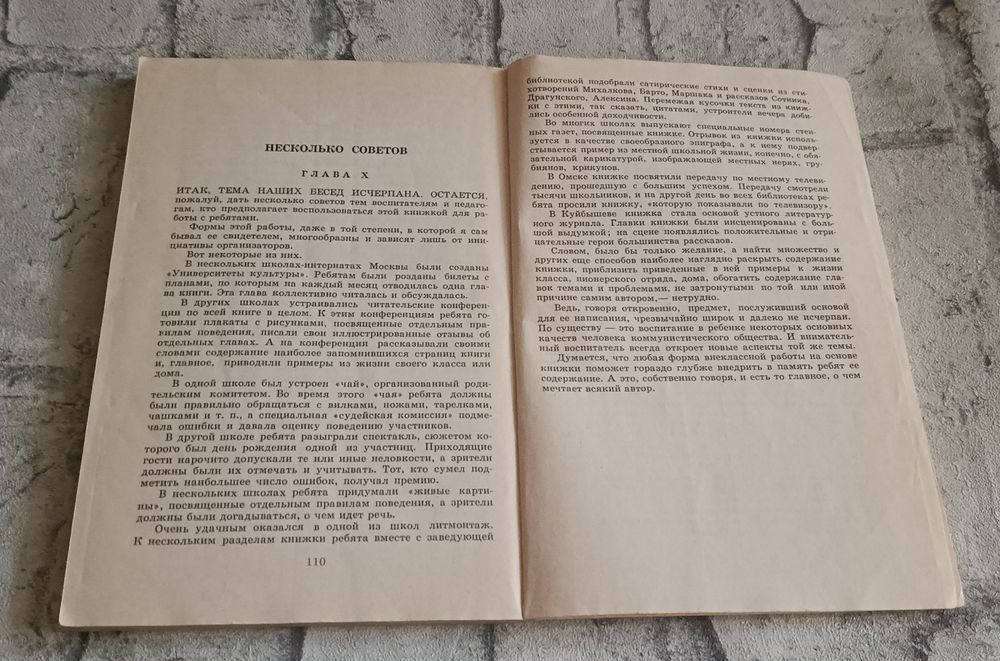 НЕСКОЛЬКО СОВЕТОВ
ГЛАВА X
ИТАК, ТЕМА НАШИХ БЕСЕД ИСЧЕРПАНА. ОСТАЕТСЯ,
пожалуй, дать несколько советов тем воспитателям и педаго-
гам, кто предполагает воспользоваться этой книжкой для ра-
боты с ребятами.
Формы этой работы, даже в той степени, в которой я сам
бывал ее свидетелем, многообразны и зависят лишь от ини-
циативы организаторов.
Вот некоторые из них.
В нескольких школах-интернатах Москвы были созданы
«Университеты культуры». Ребятам были розданы билеты с
планами, по которым на каждый месяц отводилась одна гла-
ва книги. Эта глава коллективно читалась и обсуждалась.
В других школах устраивались читательские конферен-
ции по всей книге в целом. К этим конференциям ребята го-
товили плакаты с рисунками, посвященные отдельным пра-
вилам поведения, писали свои иллюстрированные отзывы об
отдельных главах. А на конференции рассказывали своими
словами содержание наиболее запомнившихся страниц книги
и, главное, приводили примеры из жизни своего класса или
дома.
В одной школе был устроен «чай», организованный роди-
тельским комитетом. Во время этого «чая» ребята должны
были правильно обращаться с вилками, ножами, тарелками,
чашками и т. п., а специальная «судейская комиссия» подме-
чала ошибки и давала оценку поведению участников.
В другой школе ребята разыграли спектакль, сюжетом ко-
торого был день рождения одной из участниц. Приходящие
гости нарочито допускали те или иные неловкости, а зрители
должны были их отмечать и учитывать. Тот, кто сумел под-
метить наибольшее число ошибок, получал премию.
В нескольких школах ребята придумали «живые карти-
ны», посвященные отдельным правилам поведения, а зрители
должны были догадываться, о чем идет речь.
Очень удачным оказался в одной из школ литмонтаж.
К нескольким разделам книжки ребята вместе с заведующей
110
библиотекой подобрали сатирические стихи и сценки из сти-
хотворений Михалкова, Барто, Маршака и рассказов Сотника,
Драгунского, Алексина. Перемежая кусочки текста из книж-
ки с этими, так сказать, цитатами, устроители вечера доби-
лись особенной доходчивости.
Во многих школах выпускают специальные номера стен-
ных газет, посвященные книжке. Отрывок из книжки исполь-
зуется в качестве своеобразного эпиграфа, а к нему подвер-
стывается пример из местной школьной жизни, конечно, с обя-
зательной карикатурой, изображающей местных нерях, гру-
биянов, крикунов.
В Омске книжке посвятили передачу по местному телеви-
дению, прошедшую с большим успехом. Передачу смотрели
тысячи школьников, и на другой день во всех библиотеках ре-
бята просили книжку, «которую показывали по телевизору».
В Куйбышеве книжка стала основой устного литератур-
ного журнала. Главки книжки были инсценированы с боль-
шой выдумкой; на сцене появлялись положительные и отри-
цательные герои большинства рассказов.
Словом, было бы только желание, а найти множество и
других еще способов наиболее наглядно раскрыть содержание
книжки, приблизить приведенные в ней примеры к жизни
класса, пионерского отряда, дома, обогатить содержание гла-
вок темами и проблемами, не затронутыми по той или иной
причине самим автором,— нетрудно.
Ведь, говоря откровенно, предмет, послуживший основой
для ее написания, чрезвычайно широк и далеко не исчерпан.
По существу — это воспитание в ребенке некоторых основных
качеств человека коммунистического общества. И вниматель-
ный воспитатель всегда откроет новые аспекты той же темы.
Думается, что любая форма внеклассной работы на основе
книжки поможет гораздо глубже внедрить в память ребят ее
содержание. А это, собственно говоря, и есть то главное, о чем
мечтает всякий автор.